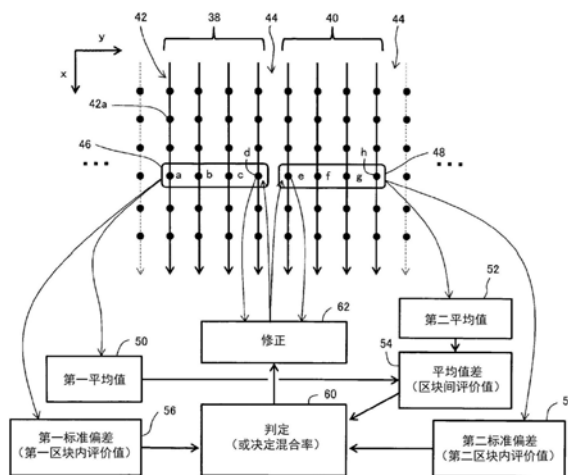 38 40
42 44 44
y
x
42a
46 d h 48
... a b c e f g ...
62 52
修正 第二平均值
50 54
第一平均值 平均值差
(区块间评价值)
56 60 5
第一标准偏差 判定 第二标准偏差
(第一区块内评价值) (或决定混合率) (第二区块内评价值)